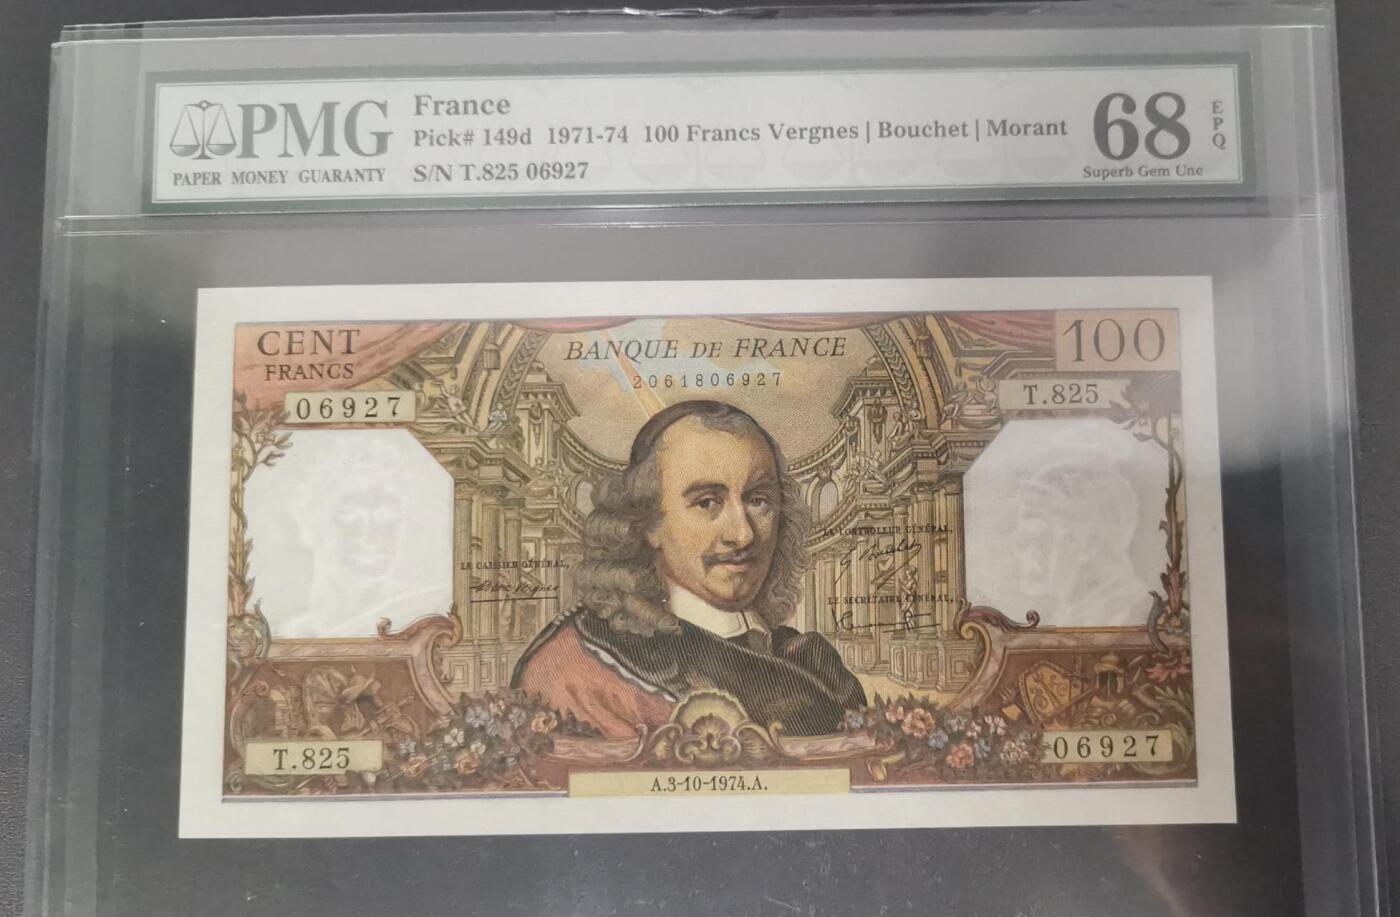 PMG
PAPER MONEY GUARANTY
France
Pick# 149d 1971-74 100 Francs Vergnes | Bouchet | Morant
S/N T.825 06927
68
EPQ
Superb Gem Unc
CENT
FRANCS
BANQUE DE FRANCE
100
2061806927
06927
T.825
LE CONTROLEUR GÉNÉRAL,
LE CAISSIER GÉNÉRAL,
LE SECRÉTAIRE GÉNÉRAL,
T.825
06927
A.3-10-1974.A.